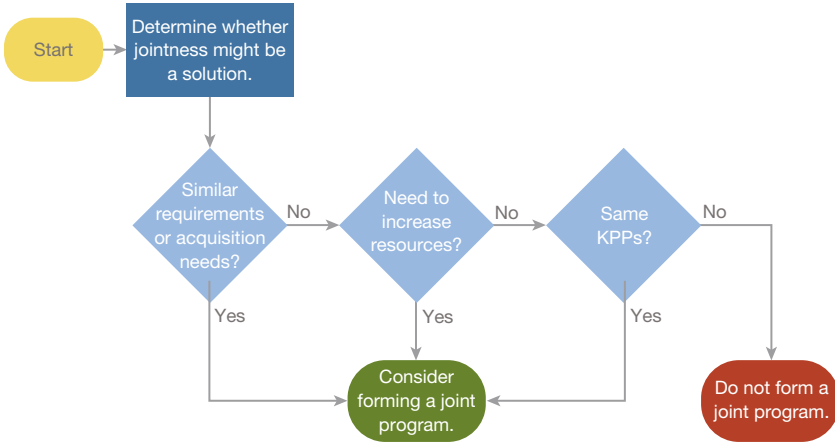 Start
Determine whether
jointness might be
a solution.
Similar
requirements
or acquisition
needs?
No
Need to
increase
resources?
No
Same
KPPs?
No
Yes
Yes
Yes
Consider
forming a joint
program.
Do not form a
joint program.